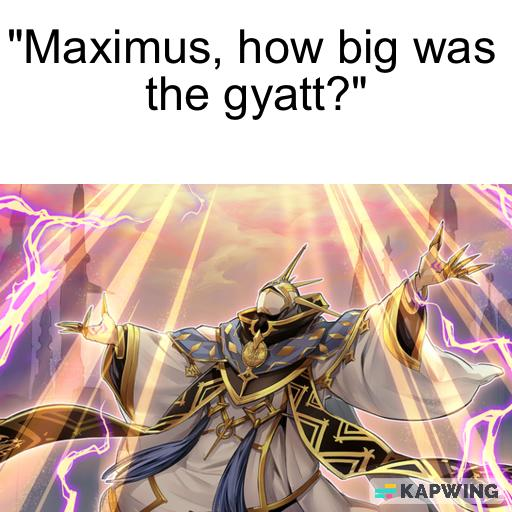 "Maximus, how big was
the gyatt?"
KAPWING